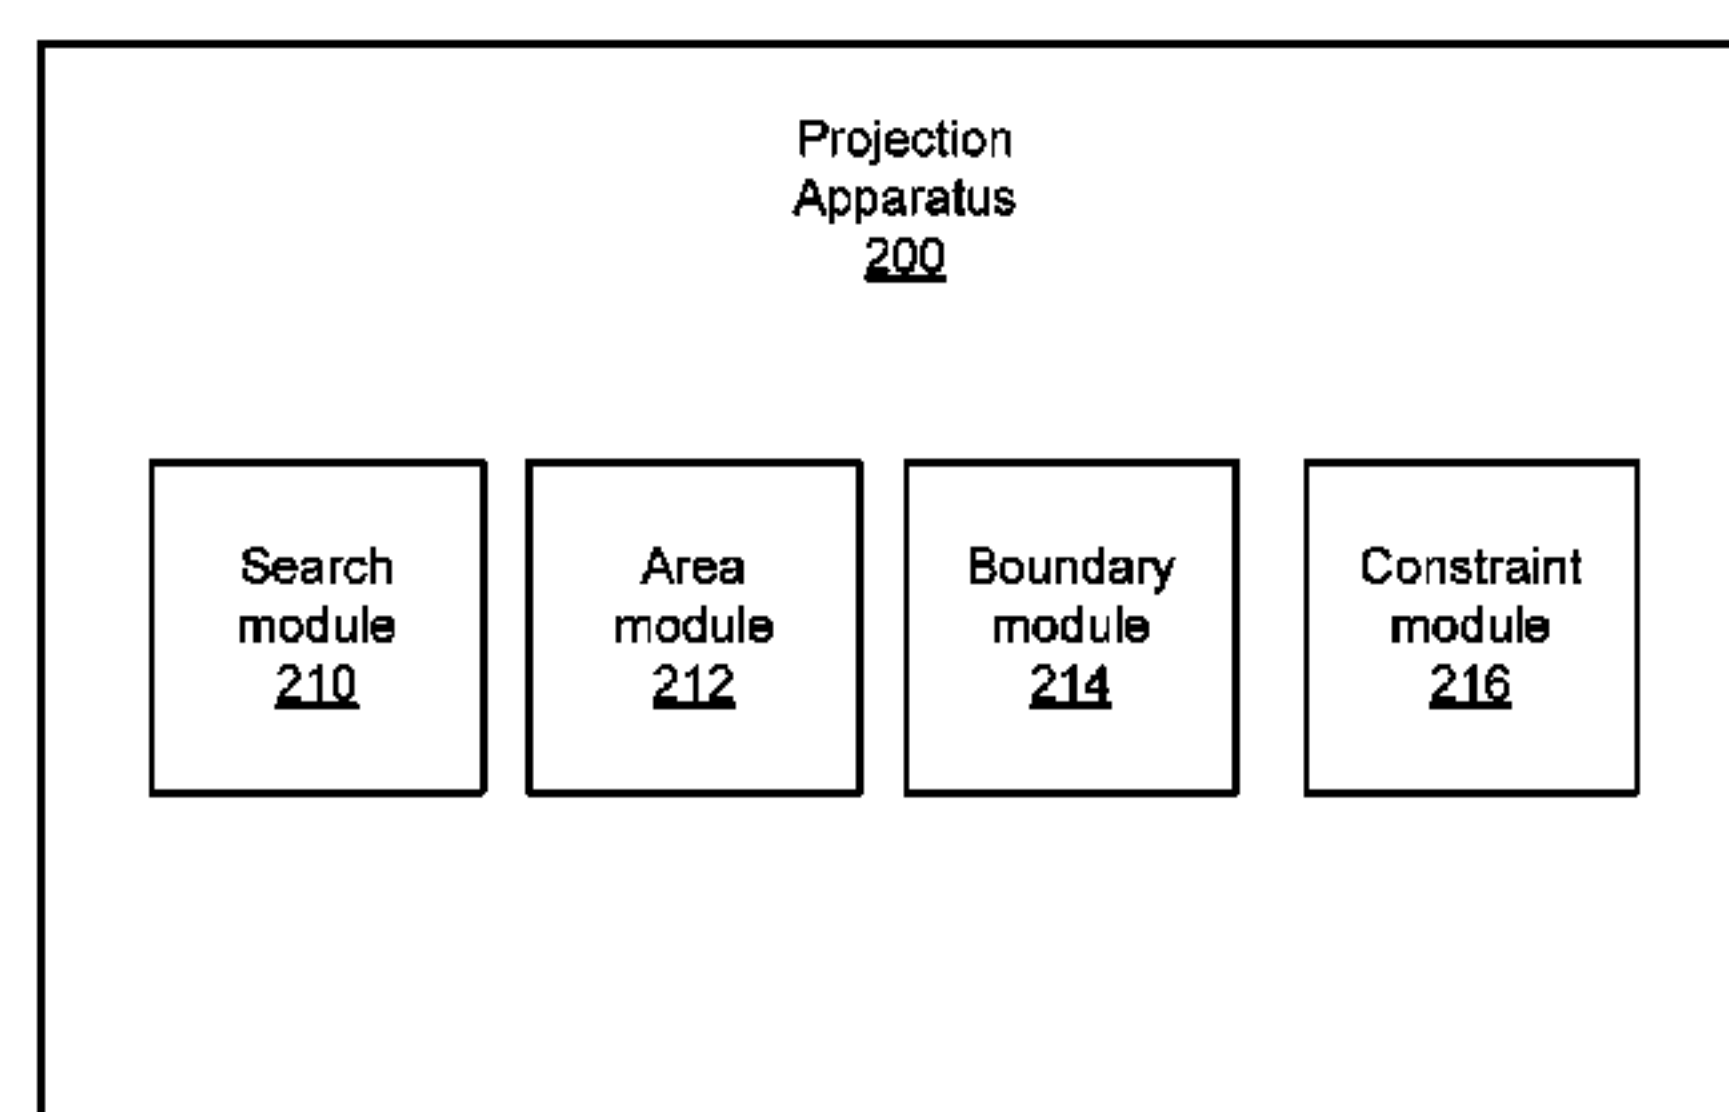 Projection
Apparatus
200
Search
module
210
Area
module
212
Boundary
module
214
Constraint
module
216